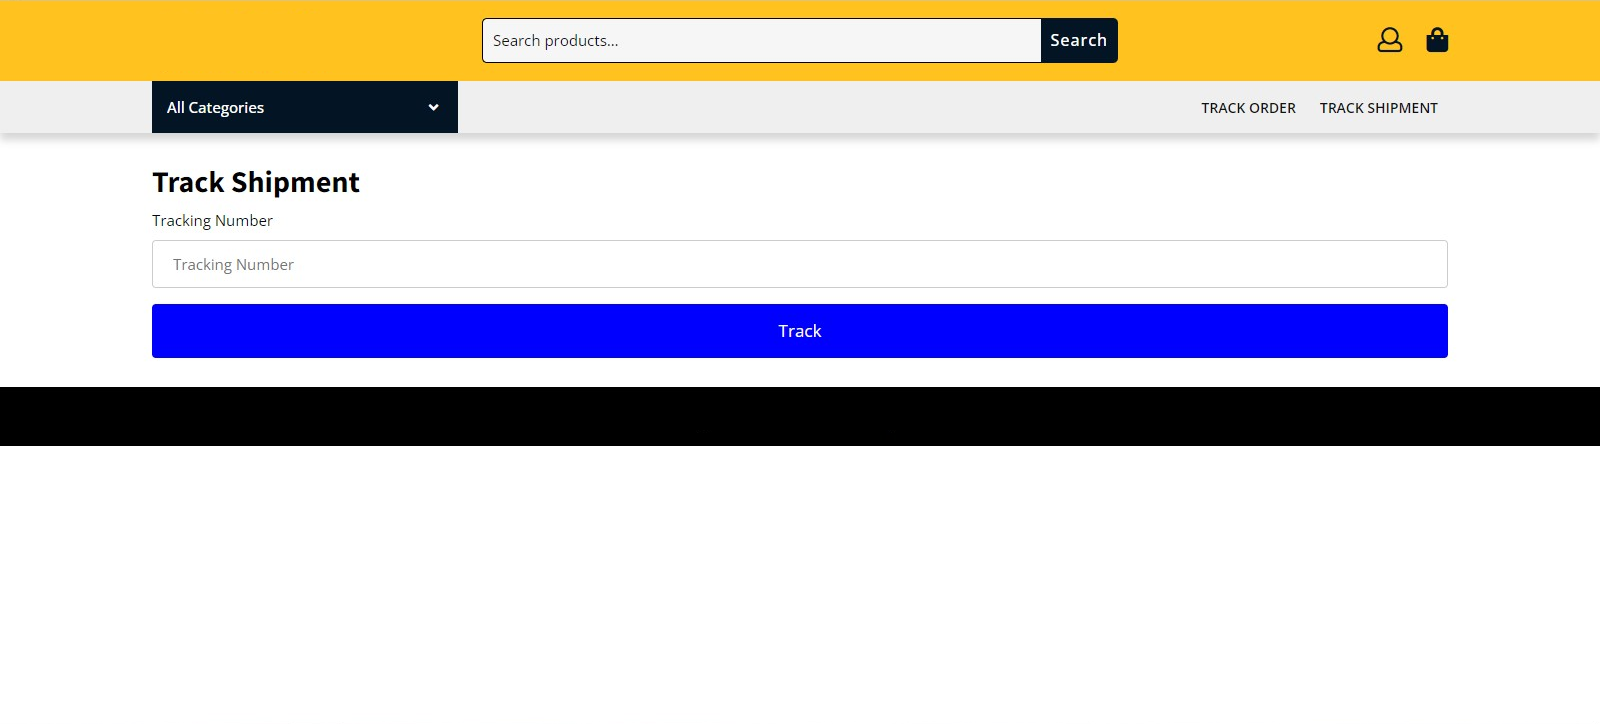 Search products...
Search
All Categories
TRACK ORDER
TRACK SHIPMENT
Track Shipment
Tracking Number
Tracking Number
Track